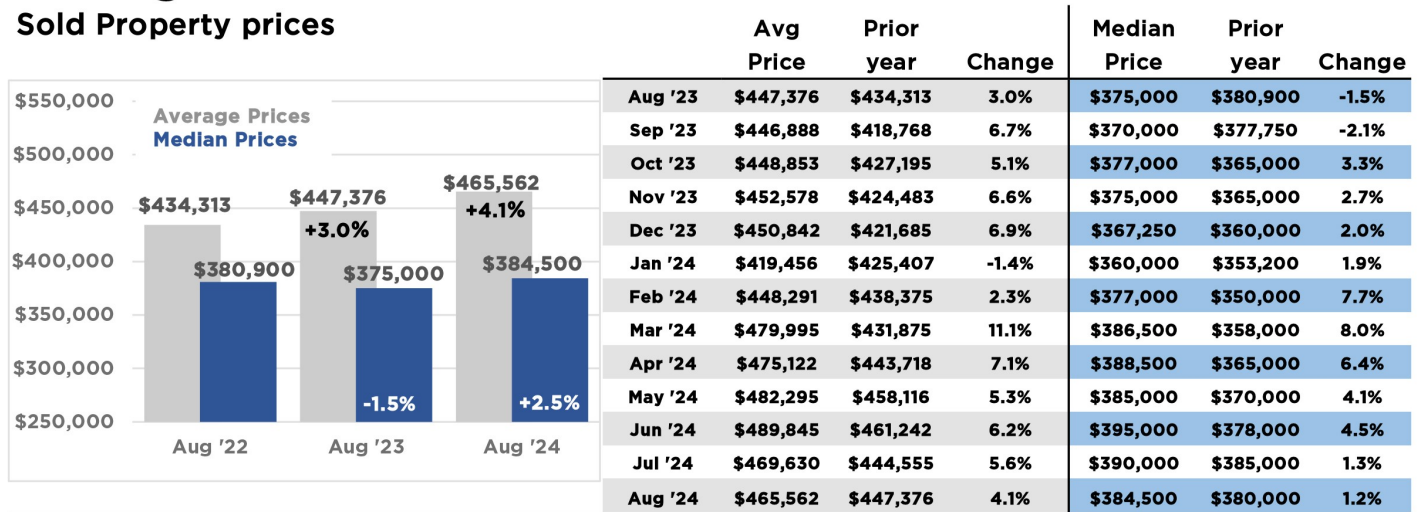 Sold Property prices
$550,000
$500,000
$450,000
$400,000
$350,000
$300,000
$250,000
Average Prices
Median Prices
$434,313
$380,900
$447,376
+3.0%
$375,000
-1.5%
$465,562
+4.1%
$384,500
+2.5%
Aug '22 Aug '23 Aug '24
Avg Prior Median Prior
Price year Change Price year Change
Aug '23 $447,376 $434,313 3.0% $375,000 $380,900 -1.5%
Sep '23 $446,888 $418,768 6.7% $370,000 $377,750 -2.1%
Oct '23 $448,853 $427,195 5.1% $377,000 $365,000 3.3%
Nov '23 $452,578 $424,483 6.6% $375,000 $365,000 2.7%
Dec '23 $450,842 $421,685 6.9% $367,250 $360,000 2.0%
Jan '24 $419,456 $425,407 -1.4% $360,000 $353,200 1.9%
Feb '24 $448,291 $438,375 2.3% $377,000 $350,000 7.7%
Mar '24 $479,995 $431,875 11.1% $386,500 $358,000 8.0%
Apr '24 $475,122 $443,718 7.1% $388,500 $365,000 6.4%
May '24 $482,295 $458,116 5.3% $385,000 $370,000 4.1%
Jun '24 $489,845 $461,242 6.2% $395,000 $378,000 4.5%
Jul '24 $469,630 $444,555 5.6% $390,000 $385,000 1.3%
Aug '24 $465,562 $447,376 4.1% $384,500 $380,000 1.2%